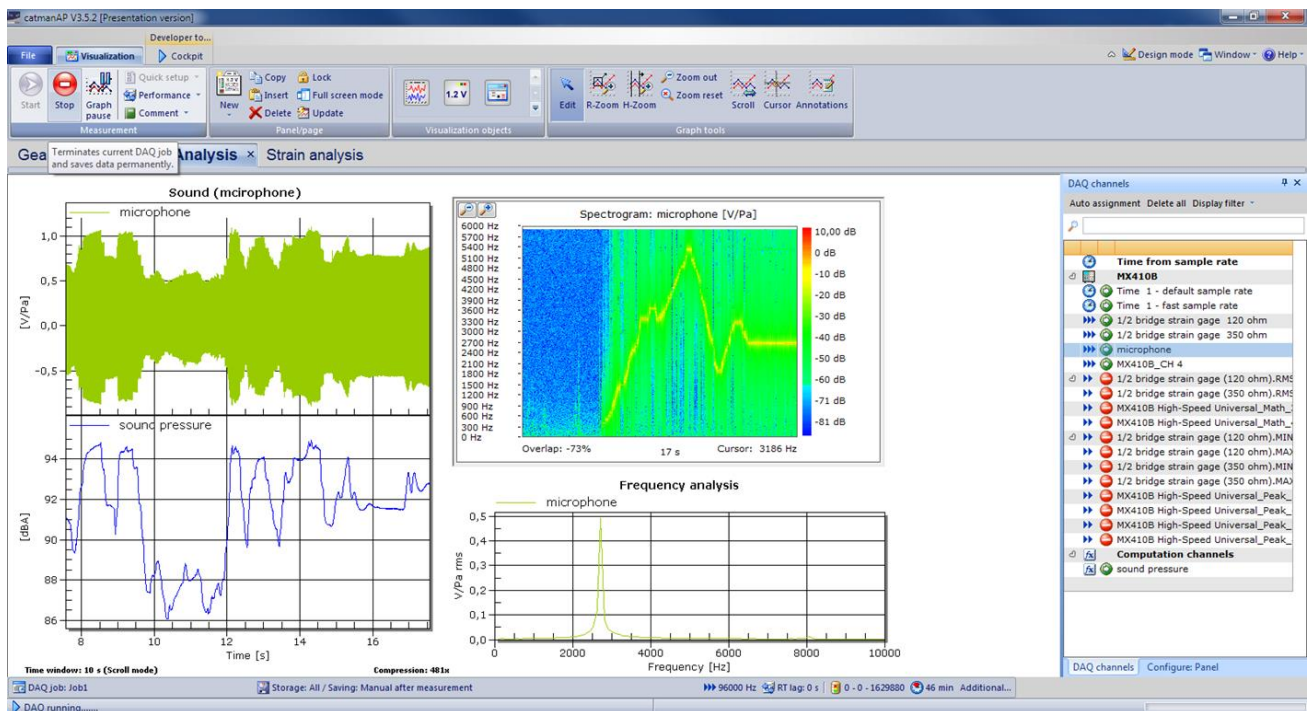 catmanAP V3.5.2 [Presentation version]
Developer to...
File Visualization Cockpit
Design mode Window Help
Start Stop Graph pause
Quick setup
Performance
Comment
New
Copy Lock
Insert Full screen mode
Delete Update
1.2 V
Edit R-Zoom H-Zoom
Zoom out
Zoom reset
Scroll Cursor Annotations
Measurement Panel/page Visualization objects Graph tools
Gea Analysis × Strain analysis
Terminates current DAQ job
and saves data permanently.
Sound (mcirophone)
microphone
1,0
0,5
0,0
-0,5
[V/Pa]
sound pressure
94
92
90
88
86
[dBA]
8 10 12 14 16
Time [s]
Time window: 10 s (Scroll mode) Compression: 481x
Spectrogram: microphone [V/Pa]
6000 Hz
5700 Hz
5400 Hz
5100 Hz
4800 Hz
4500 Hz
4200 Hz
3900 Hz
3600 Hz
3300 Hz
3000 Hz
2700 Hz
2400 Hz
2100 Hz
1800 Hz
1500 Hz
1200 Hz
900 Hz
600 Hz
300 Hz
0 Hz
10,00 dB
0 dB
-10 dB
-20 dB
-30 dB
-40 dB
-50 dB
-60 dB
-71 dB
-81 dB
Overlap: -73% 17 s Cursor: 3186 Hz
Frequency analysis
microphone
0,5
0,4
0,3
0,2
0,1
0,0
V/Pa rms
0 2000 4000 6000 8000 10000
Frequency [Hz]
DAQ channels
Auto assignment Delete all Display filter
Time from sample rate
MX410B
Time 1 - default sample rate
Time 1 - fast sample rate
1/2 bridge strain gage 120 ohm
1/2 bridge strain gage 350 ohm
microphone
MX410B_CH 4
1/2 bridge strain gage (120 ohm).RMS
1/2 bridge strain gage (350 ohm).RMS
MX410B High-Speed Universal_Math_
MX410B High-Speed Universal_Math_
1/2 bridge strain gage (120 ohm).MIN
1/2 bridge strain gage (120 ohm).MAX
1/2 bridge strain gage (350 ohm).MIN
1/2 bridge strain gage (350 ohm).MAX
MX410B High-Speed Universal_Peak_
MX410B High-Speed Universal_Peak_
MX410B High-Speed Universal_Peak_
MX410B High-Speed Universal_Peak_
Computation channels
fx sound pressure
DAQ channels Configure: Panel
DAQ job: Job1 Storage: All / Saving: Manual after measurement 96000 Hz RT lag: 0 s 0 - 0 - 1629880 46 min Additional...
DAQ running.......